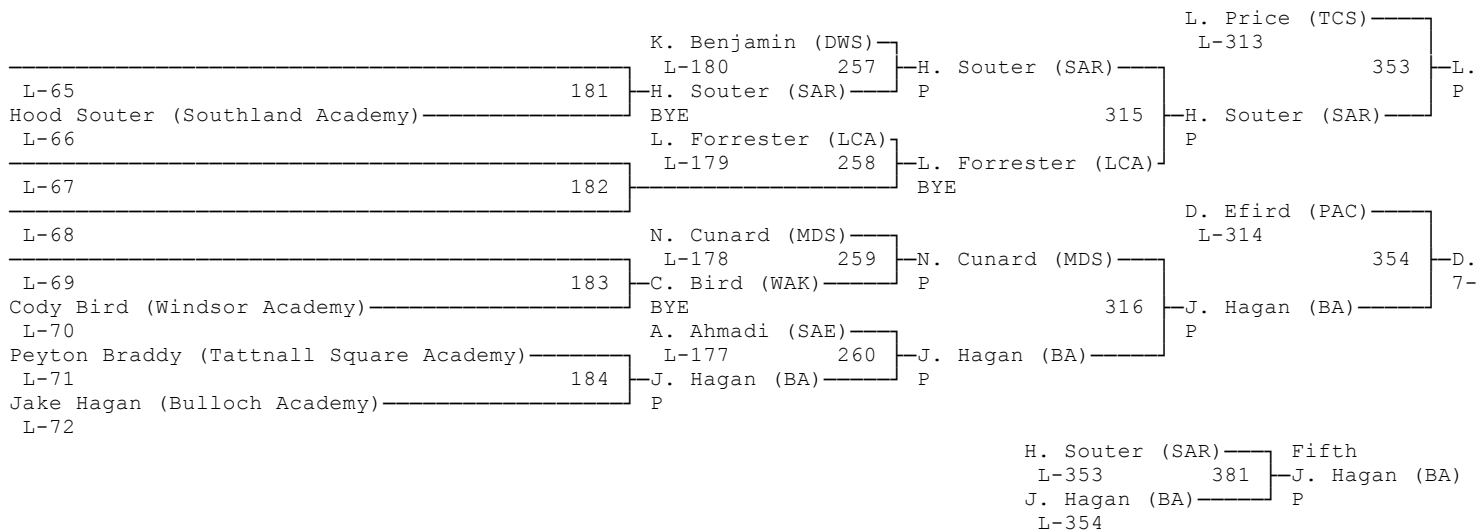 L. Price (TCS)
K. Benjamin (DWS) L-313
L-180 257 H. Souter (SAR) 353 L.
L-65 181 H. Souter (SAR) P P
Hood Souter (Southland Academy) BYE 315 H. Souter (SAR)
L-66 L. Forrester (LCA) P
L-179 258 L. Forrester (LCA)
L-67 182 BYE
D. Efird (PAC)
L-68 N. Cunard (MDS) L-314
L-178 259 N. Cunard (MDS) 354 D.
L-69 183 C. Bird (WAK) P 7-
Cody Bird (Windsor Academy) BYE 316 J. Hagan (BA)
L-70 A. Ahmadi (SAE) P
Peyton Braddy (Tattnall Square Academy) L-177 260 J. Hagan (BA)
L-71 184 J. Hagan (BA) P
Jake Hagan (Bulloch Academy) P
L-72
H. Souter (SAR) Fifth
L-353 381 J. Hagan (BA)
J. Hagan (BA) P
L-354